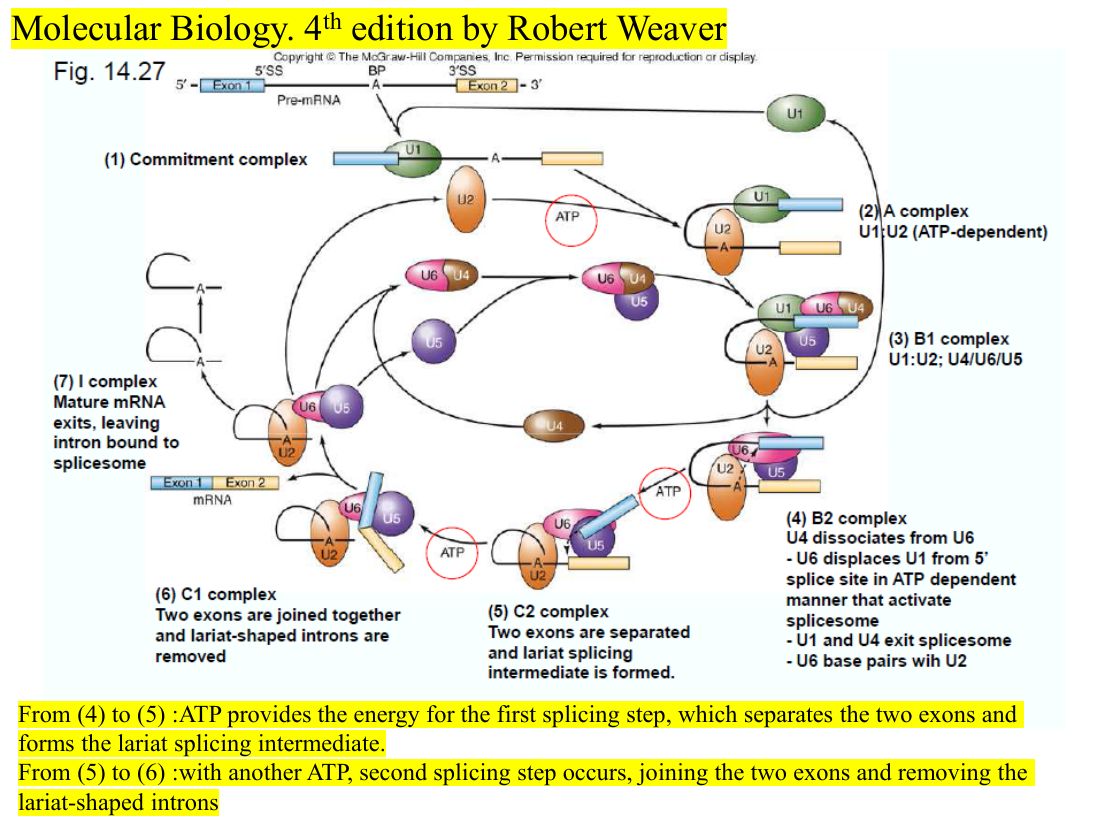 Molecular Biology. 4th edition by Robert Weaver
Copyright © The McGraw-Hill Companies, Inc. Permission required for reproduction or display.
Fig. 14.27
5'SS BP 3'SS
5' Exon 1 A Exon 2 3'
Pre-mRNA
U1
(1) Commitment complex
U1 A
U2
ATP
U1
U2
A
(2) A complex
U1:U2 (ATP-dependent)
U6 U4
U6 U4
U5
U5
U1 U6 U4
U5
U2
A
(3) B1 complex
U1:U2; U4/U6/U5
A
A
(7) I complex
Mature mRNA
exits, leaving
intron bound to
splicesome
U6 U5
A
U2
U4
Exon 1 Exon 2
mRNA
U6
U5
U2
A
ATP
(4) B2 complex
U4 dissociates from U6
- U6 displaces U1 from 5'
splice site in ATP dependent
manner that activate
splicesome
- U1 and U4 exit splicesome
- U6 base pairs wih U2
U6
U5
A
U2
ATP
U6
U5
A
U2
(6) C1 complex
Two exons are joined together
and lariat-shaped introns are
removed
(5) C2 complex
Two exons are separated
and lariat splicing
intermediate is formed.
From (4) to (5) :ATP provides the energy for the first splicing step, which separates the two exons and
forms the lariat splicing intermediate.
From (5) to (6) :with another ATP, second splicing step occurs, joining the two exons and removing the
lariat-shaped introns